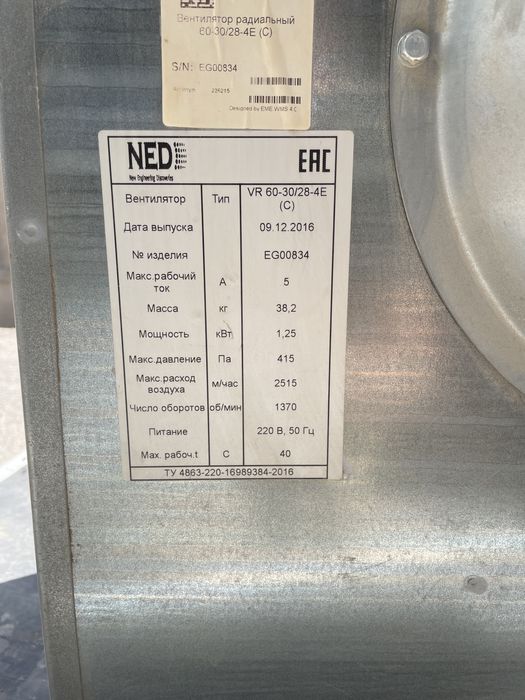 Вентилятор радиальный
60-30/28-4E (C)
S/N: EG00834
226215
Designed by EME.WMS 4.0
NED
New Engineering Discoveries
EAC
Вентилятор Тип VR 60-30/28-4E (C)
Дата выпуска 09.12.2016
№ изделия EG00834
Макс.рабочий ток А 5
Масса кг 38,2
Мощность кВт 1,25
Макс.давление Па 415
Макс.расход воздуха м/час 2515
Число оборотов об/мин 1370
Питание 220 В, 50 Гц
Мах. рабоч.t С 40
ТУ 4863-220-16989384-2016